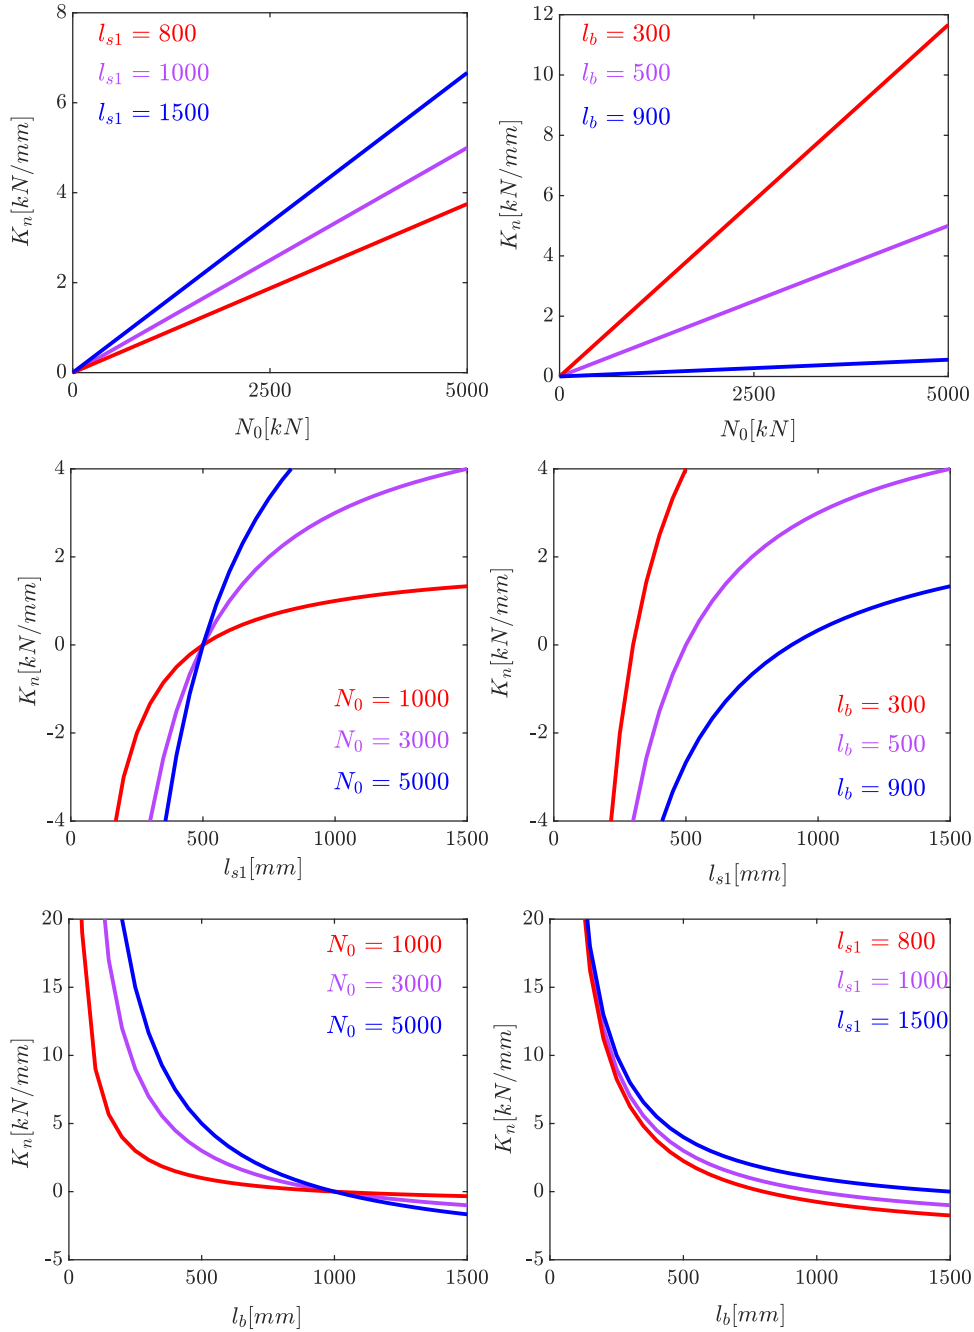 8
6
4
2
0
K_n[kN/mm]
l_{s1} = 800
l_{s1} = 1000
l_{s1} = 1500
0 2500 5000
N_0[kN]
12
10
8
6
4
2
0
K_n[kN/mm]
l_b = 300
l_b = 500
l_b = 900
0 2500 5000
N_0[kN]
4
2
0
-2
-4
K_n[kN/mm]
N_0 = 1000
N_0 = 3000
N_0 = 5000
0 500 1000 1500
l_{s1}[mm]
4
2
0
-2
-4
K_n[kN/mm]
l_b = 300
l_b = 500
l_b = 900
0 500 1000 1500
l_{s1}[mm]
20
15
10
5
0
-5
K_n[kN/mm]
N_0 = 1000
N_0 = 3000
N_0 = 5000
0 500 1000 1500
l_b[mm]
20
15
10
5
0
-5
K_n[kN/mm]
l_{s1} = 800
l_{s1} = 1000
l_{s1} = 1500
0 500 1000 1500
l_b[mm]